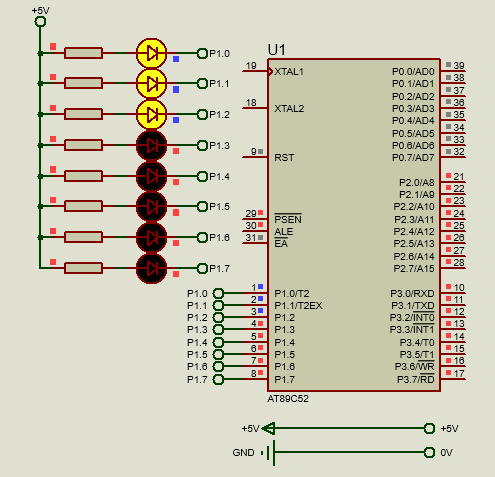 +5V
P1.0
P1.1
P1.2
P1.3
P1.4
P1.5
P1.6
P1.7
U1
19 XTAL1
18 XTAL2
9 RST
29 PSEN
30 ALE
31 EA
P1.0 1 P1.0/T2
P1.1 2 P1.1/T2EX
P1.2 3 P1.2
P1.3 4 P1.3
P1.4 5 P1.4
P1.5 6 P1.5
P1.6 7 P1.6
P1.7 8 P1.7
P0.0/AD0 39
P0.1/AD1 38
P0.2/AD2 37
P0.3/AD3 36
P0.4/AD4 35
P0.5/AD5 34
P0.6/AD6 33
P0.7/AD7 32
P2.0/A8 21
P2.1/A9 22
P2.2/A10 23
P2.3/A11 24
P2.4/A12 25
P2.5/A13 26
P2.6/A14 27
P2.7/A15 28
P3.0/RXD 10
P3.1/TXD 11
P3.2/INT0 12
P3.3/INT1 13
P3.4/T0 14
P3.5/T1 15
P3.6/WR 16
P3.7/RD 17
AT89C52
+5V +5V
GND 0V